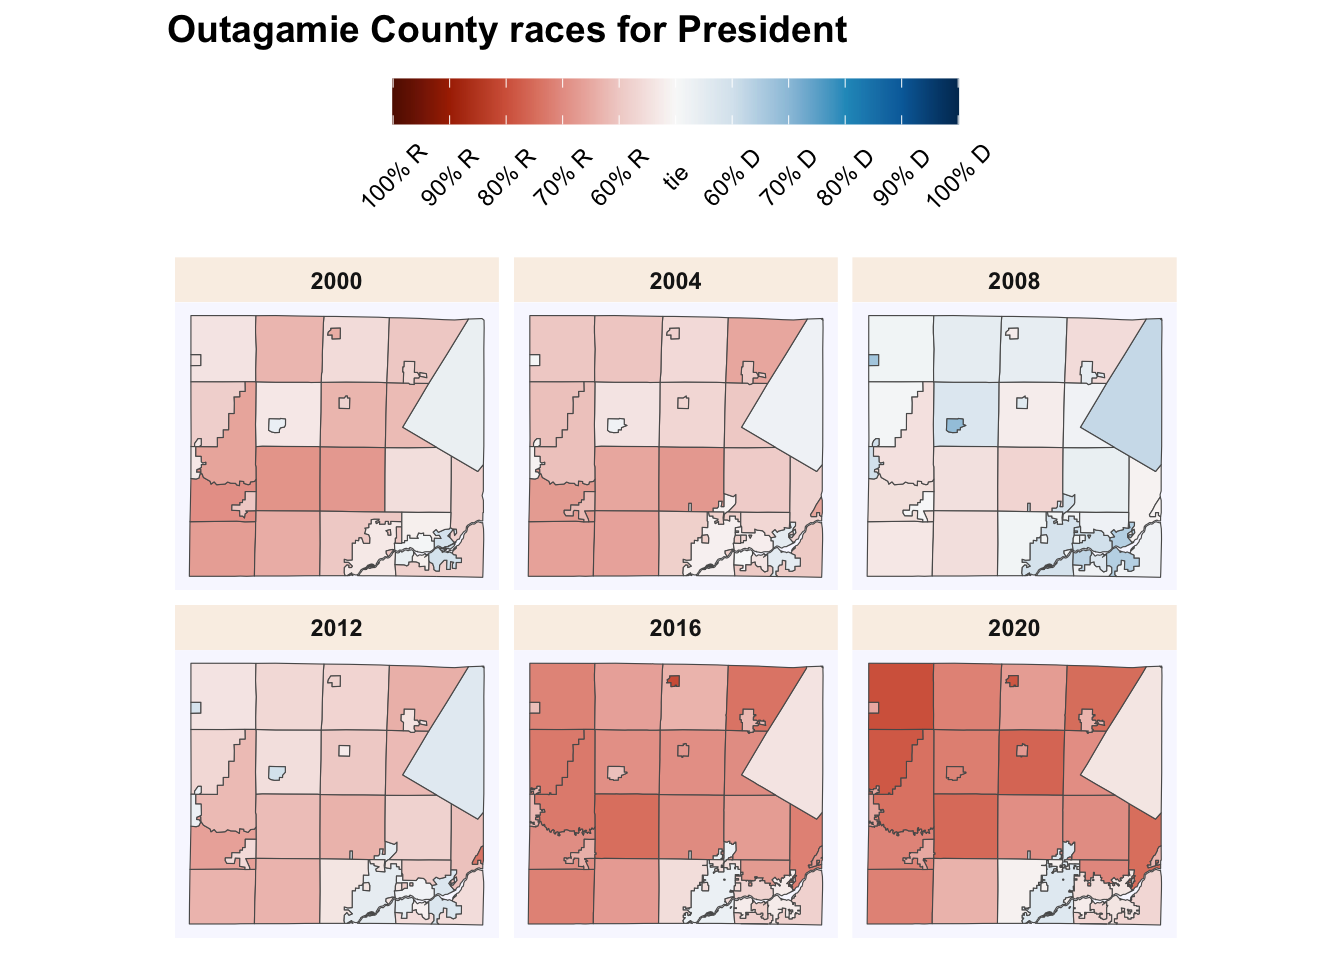 Outagamie County races for President
100% R 90% R 80% R 70% R 60% R tie 60% D 70% D 80% D 90% D 100% D
2000 2004 2008
2012 2016 2020